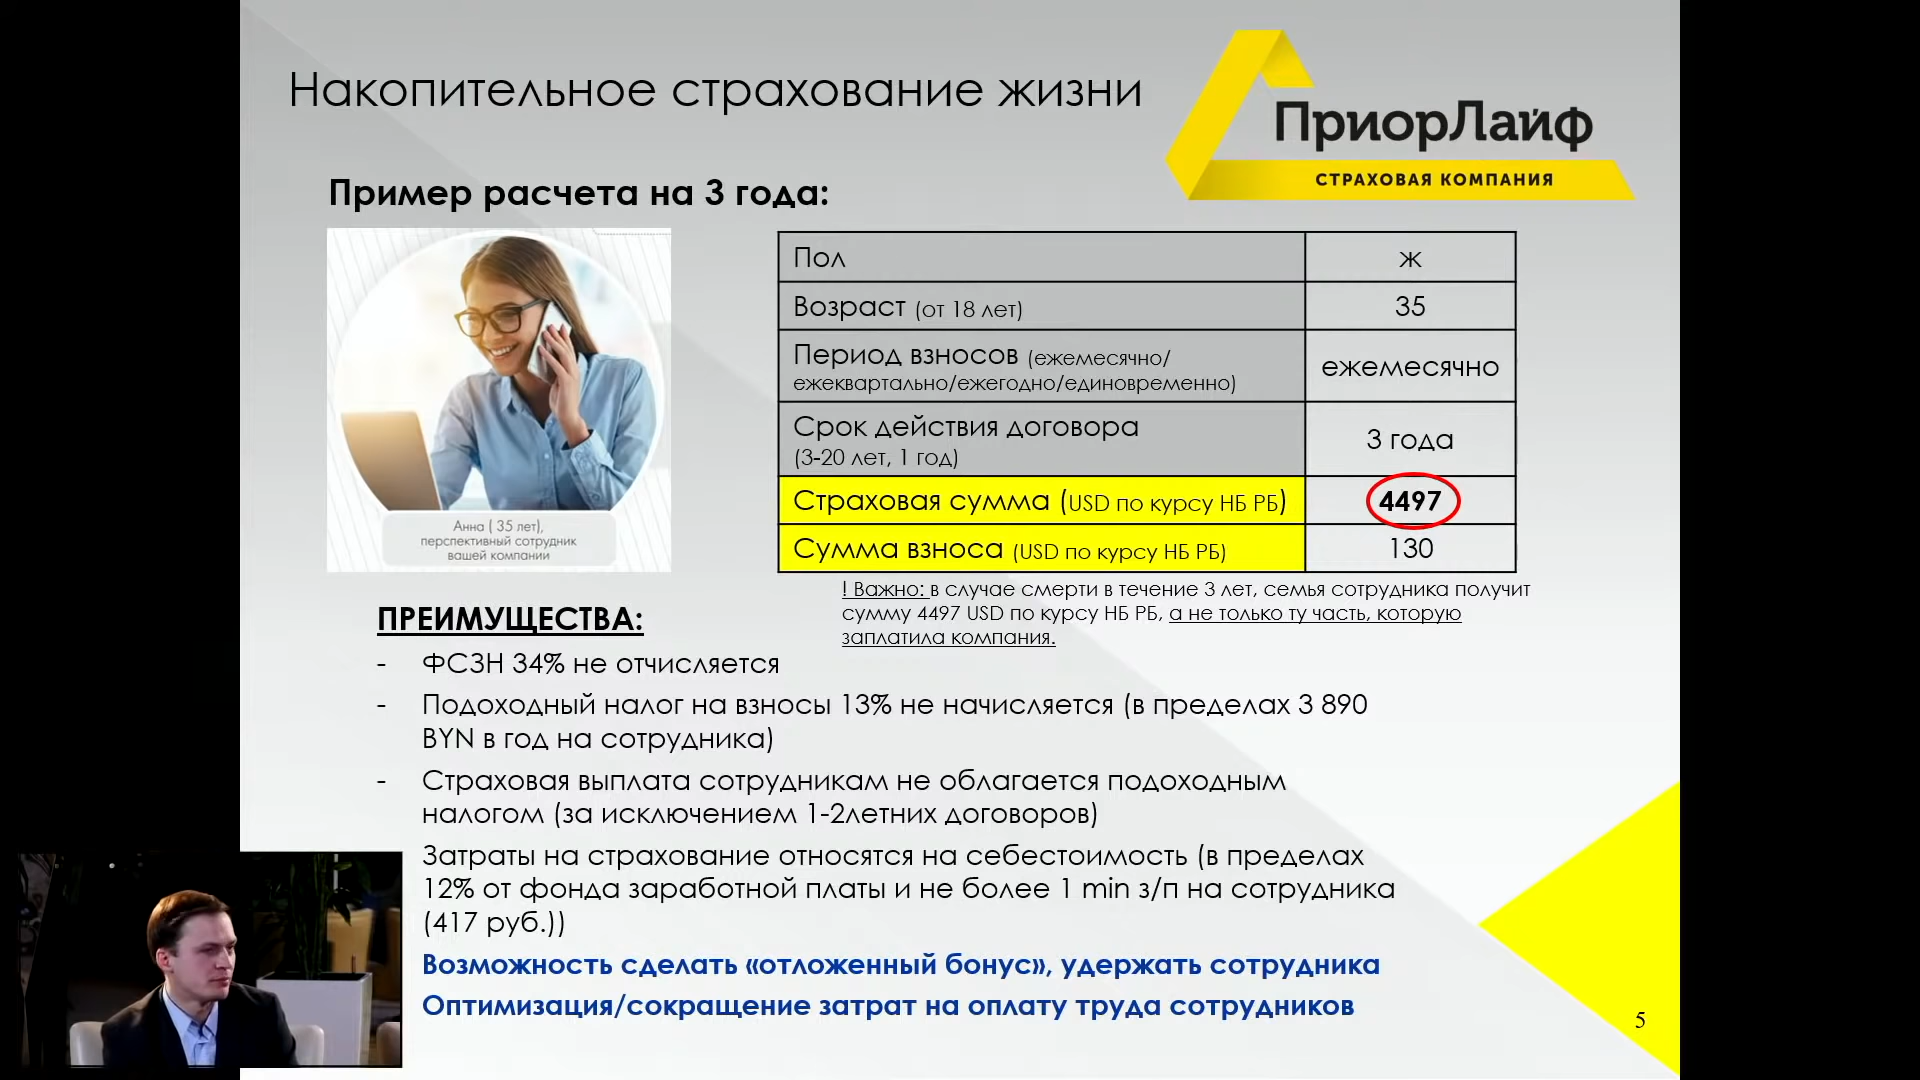 Накопительное страхование жизни
ПриорЛайф
СТРАХОВАЯ КОМПАНИЯ
Пример расчета на 3 года:
Анна ( 35 лет),
перспективный сотрудник
вашей компании
Пол ж
Возраст (от 18 лет) 35
Период взносов (ежемесячно/
ежеквартально/ежегодно/единовременно) ежемесячно
Срок действия договора
(3-20 лет, 1 год) 3 года
Страховая сумма (USD по курсу НБ РБ) 4497
Сумма взноса (USD по курсу НБ РБ) 130
! Важно: в случае смерти в течение 3 лет, семья сотрудника получит
сумму 4497 USD по курсу НБ РБ, а не только ту часть, которую
заплатила компания.
ПРЕИМУЩЕСТВА:
- ФСЗН 34% не отчисляется
- Подоходный налог на взносы 13% не начисляется (в пределах 3 890
BYN в год на сотрудника)
- Страховая выплата сотрудникам не облагается подоходным
налогом (за исключением 1-2летних договоров)
Затраты на страхование относятся на себестоимость (в пределах
12% от фонда заработной платы и не более 1 min з/п на сотрудника
(417 руб.))
Возможность сделать «отложенный бонус», удержать сотрудника
Оптимизация/сокращение затрат на оплату труда сотрудников
5